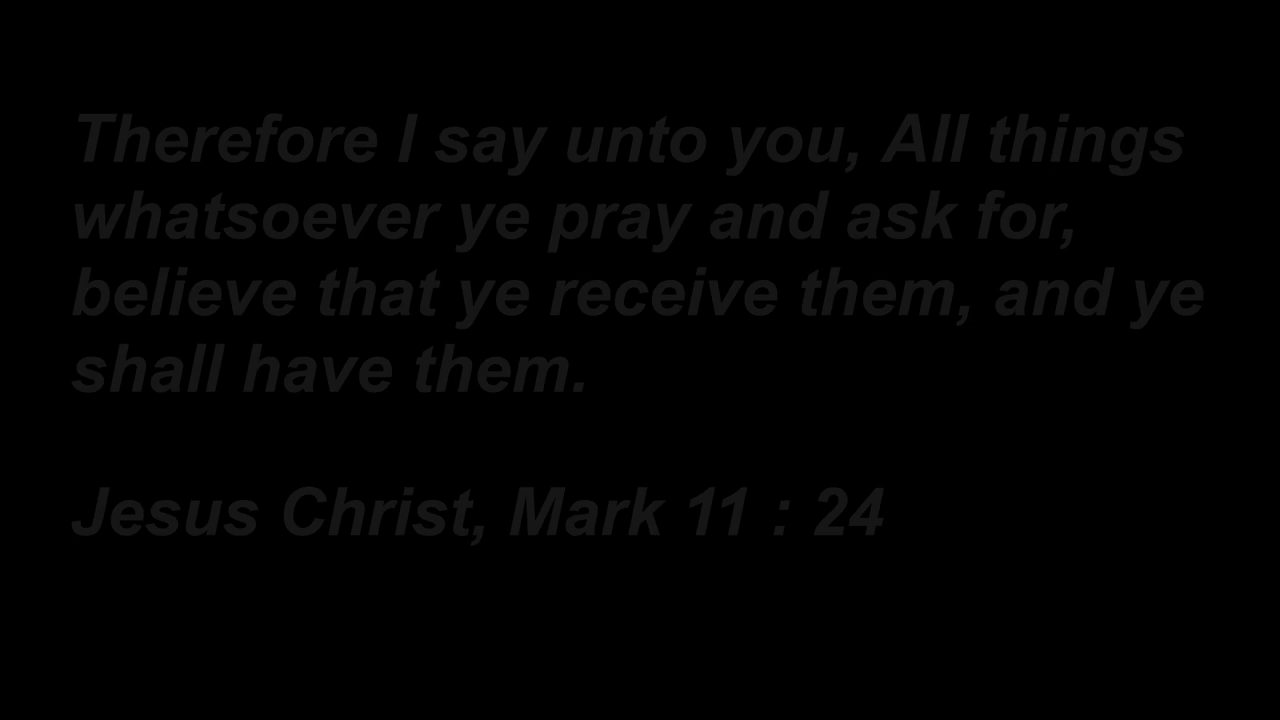 Therefore I say unto you, All things
whatsoever ye pray and ask for,
believe that ye receive them, and ye
shall have them.
Jesus Christ, Mark 11 : 24